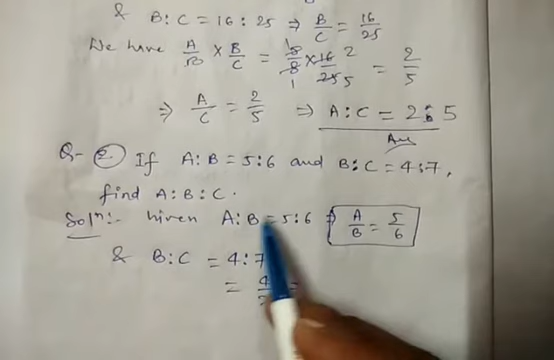 & B:C = 16:25 ⇒ B/C = 16/25
We have A/B × B/C = 10/8 × 16/25 = 2/5
⇒ A/C = 2/5 ⇒ A:C = 2:5
Ans
Q-2. If A:B = 5:6 and B:C = 4:7,
find A:B:C.
Solⁿ:- Given A:B = 5:6 ⇒ A/B = 5/6
& B:C = 4:7
=